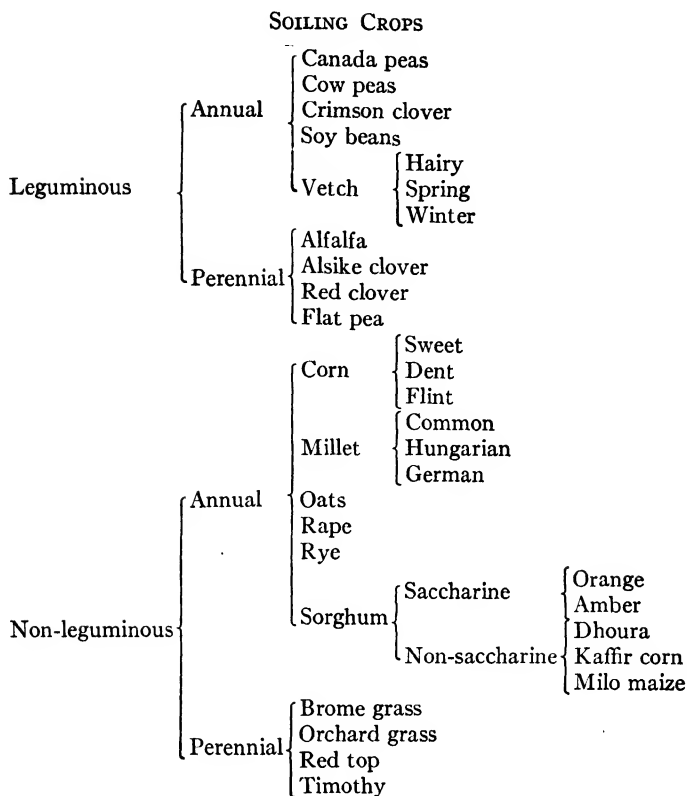 SOILING CROPS
Canada peas
Cow peas
Annual Crimson clover
Soy beans
Hairy
Leguminous Vetch Spring
Winter
Alfalfa
Alsike clover
Perennial Red clover
Flat pea
Sweet
Corn Dent
Flint
Common
Millet Hungarian
German
Annual Oats
Rape
Rye
Saccharine Orange
Amber
Non-leguminous Sorghum Dhoura
Non-saccharine Kaffir corn
Milo maize
Brome grass
Orchard grass
Perennial Red top
Timothy